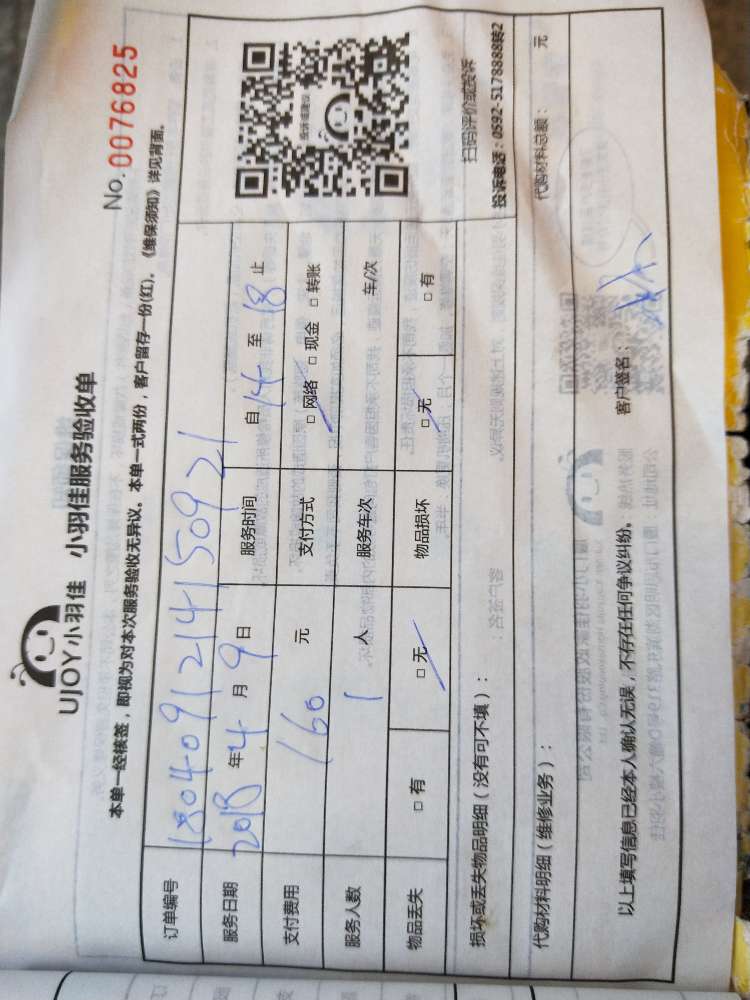 UJOY小羽佳 小羽佳服务验收单
No. 0076825
本单一经核签，即视为对本次服务验收无异议。本单一式两份，客户留存一份(红)。《维保须知》详见背面。
订单编号 180409121415 0921
服务日期 2018年4月9日 服务时间 自14至18止
支付费用 160元 支付方式 □网络 □现金 □转账
服务人数 1人 服务车次 车/次
物品丢失 □有 □无 物品损坏 □无 □有
扫码评价或投诉
投诉电话：0592-5178888转2
损坏或丢失物品明细（没有可不填）：
代购材料明细（维修业务）： 代购材料总额： 元
以上填写信息已经本人确认无误，不存在任何争议纠纷。 客户签名：